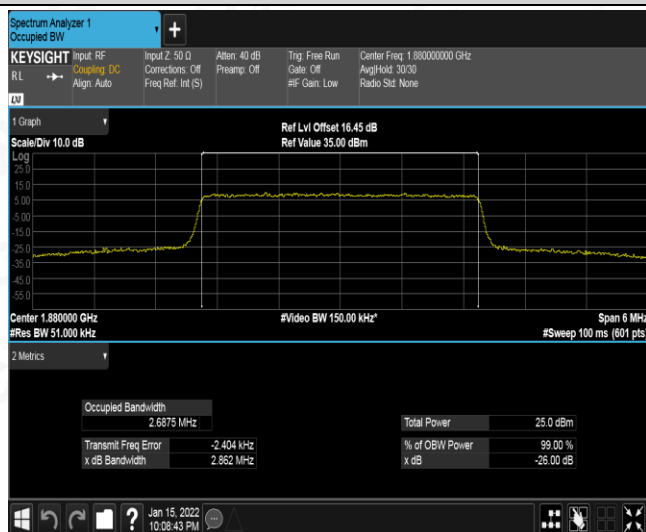 Spectrum Analyzer 1
Occupied BW
KEYSIGHT Input: RF Input Z: 50 Ω Atten: 40 dB Trig: Free Run Center Freq: 1.880000000 GHz
RL Coupling: DC Corrections: Off Preamp: Off Gate: Off Avg|Hold: 30/30
Align: Auto Freq Ref: Int (S) #IF Gain: Low Radio Std: None
LXI
1 Graph Ref Lvl Offset 16.45 dB
Scale/Div 10.0 dB Ref Value 35.00 dBm
Log
25.0
15.0
5.00
-5.00
-15.0
-25.0
-35.0
-45.0
-55.0
Center 1.880000 GHz #Video BW 150.00 kHz* Span 6 MHz
#Res BW 51.000 kHz #Sweep 100 ms (601 pts)
2 Metrics
Occupied Bandwidth
2.6875 MHz Total Power 25.0 dBm
Transmit Freq Error -2.404 kHz % of OBW Power 99.00 %
x dB Bandwidth 2.862 MHz x dB -26.00 dB
? Jan 15, 2022
10:08:43 PM